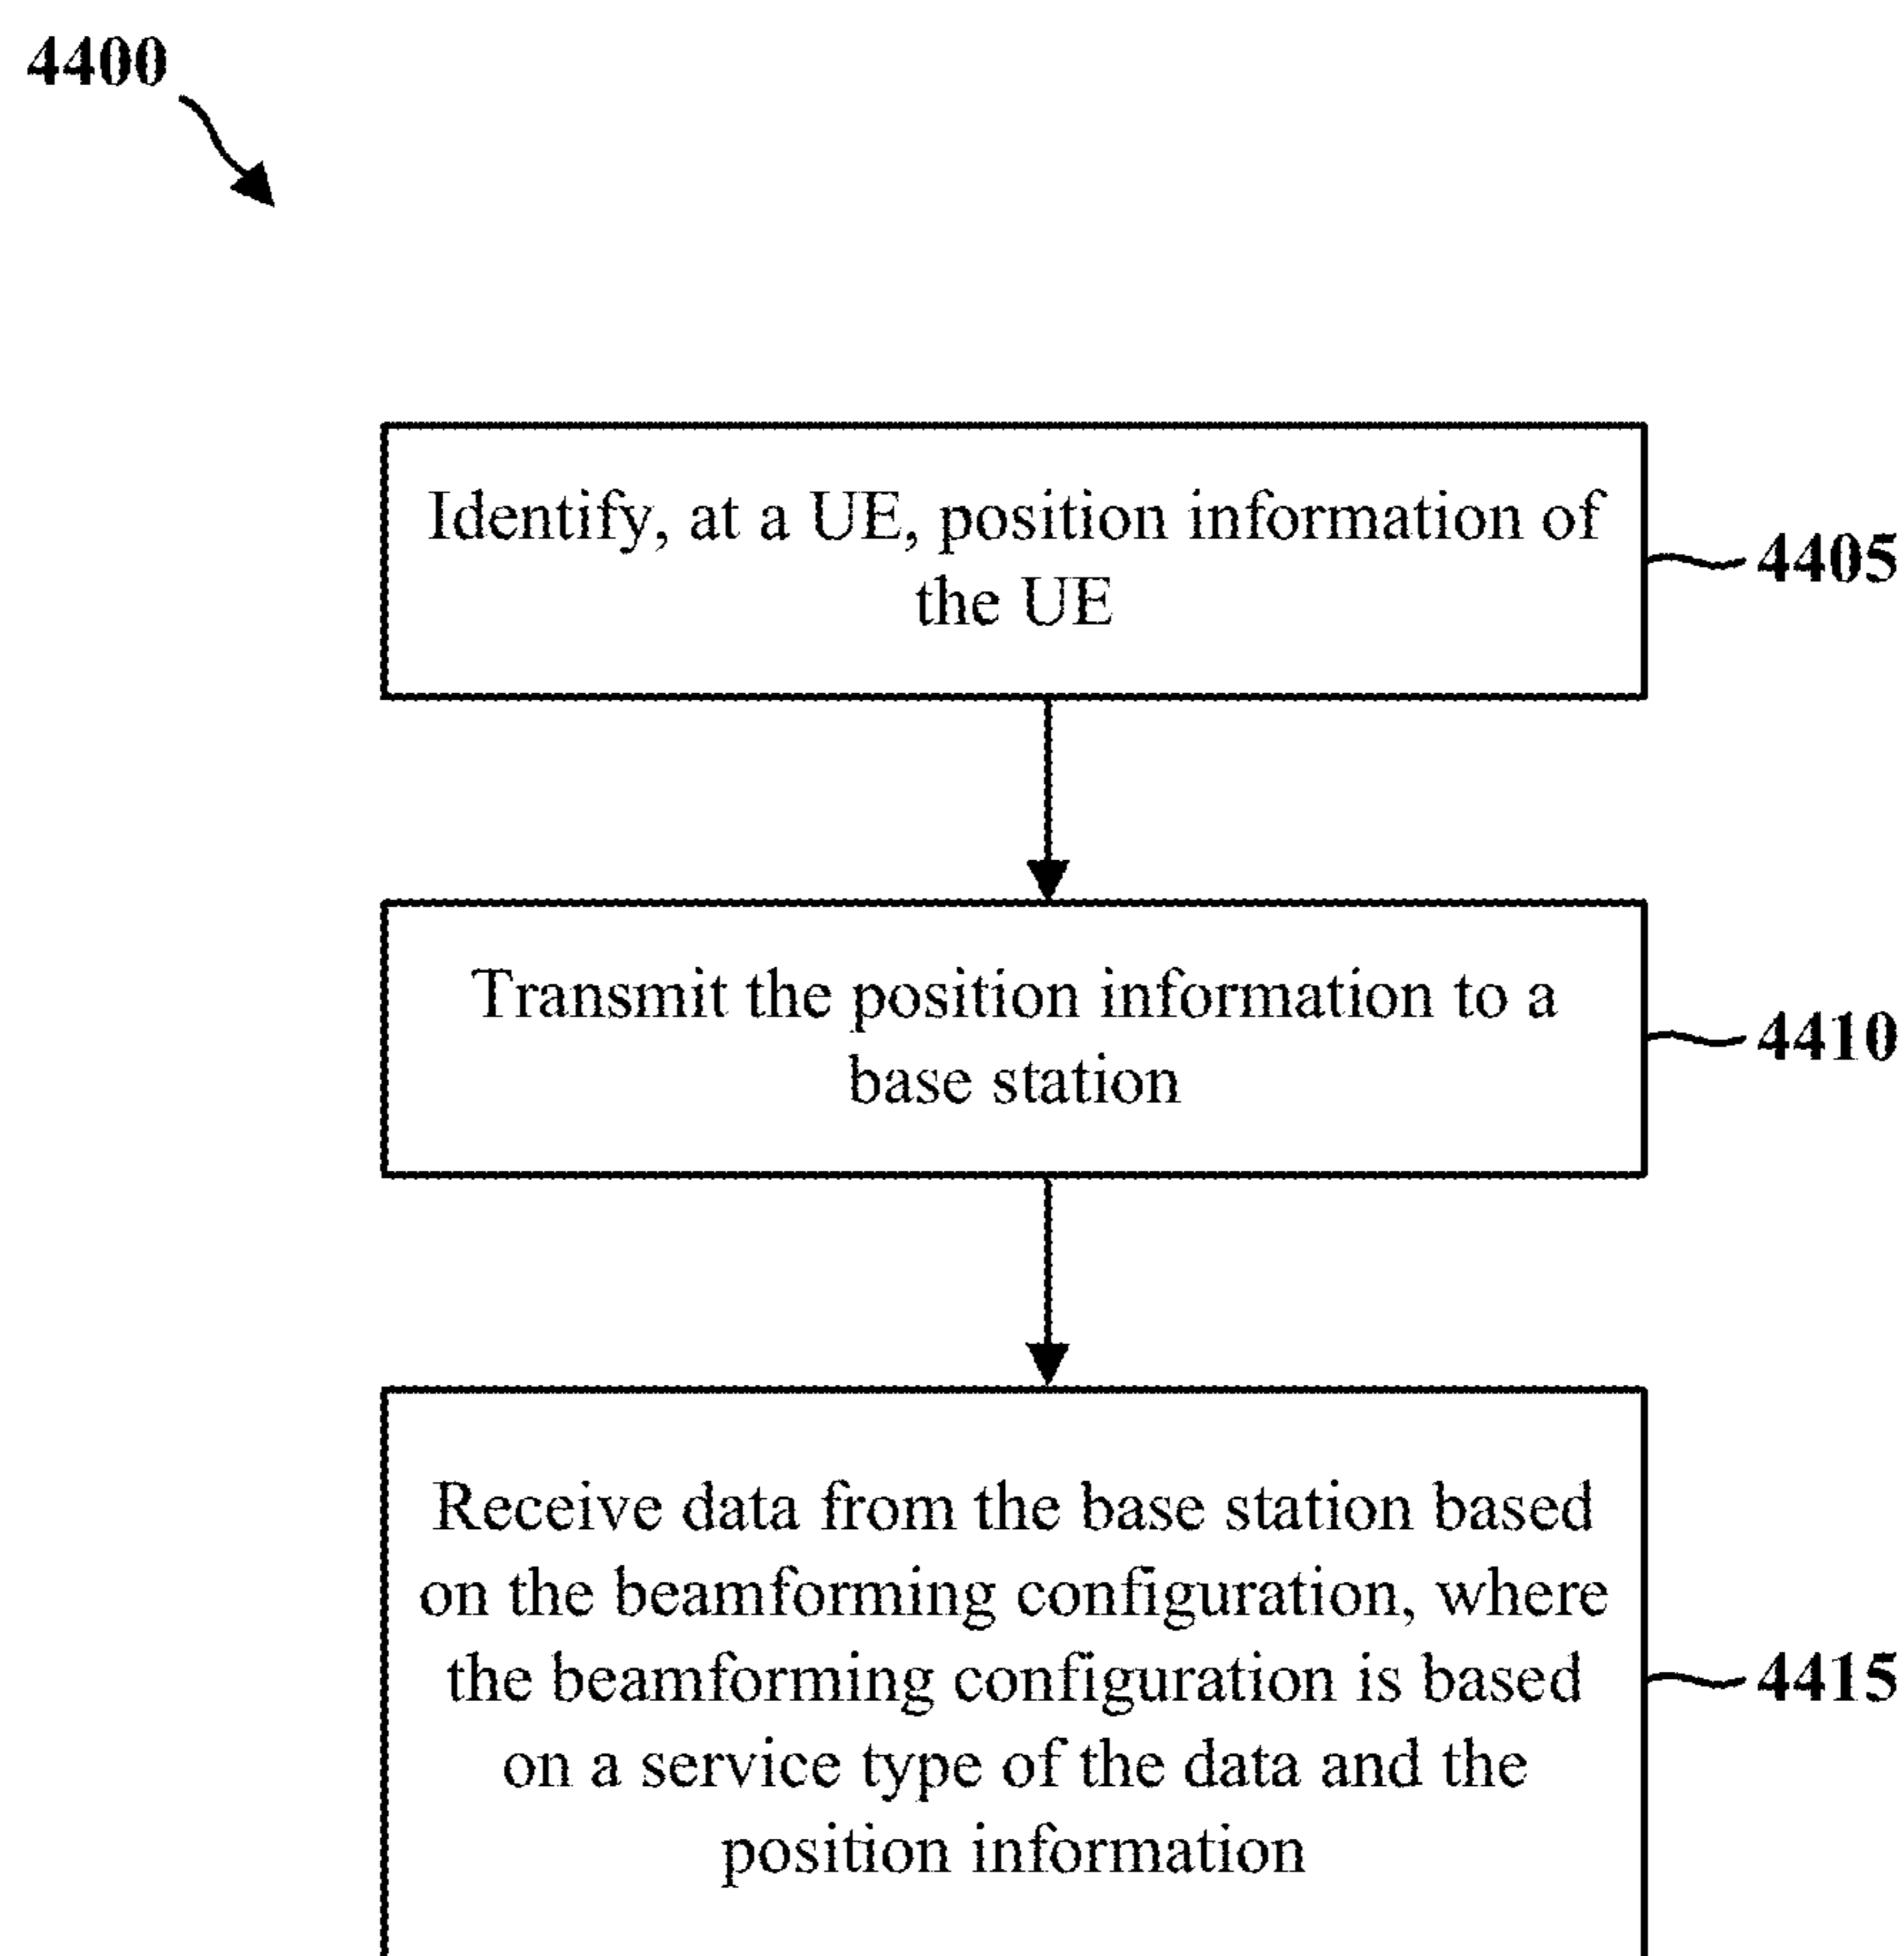 4400
Identify, at a UE, position information of
the UE
4405
Transmit the position information to a
base station
4410
Receive data from the base station based
on the beamforming configuration, where
the beamforming configuration is based
on a service type of the data and the
position information
4415